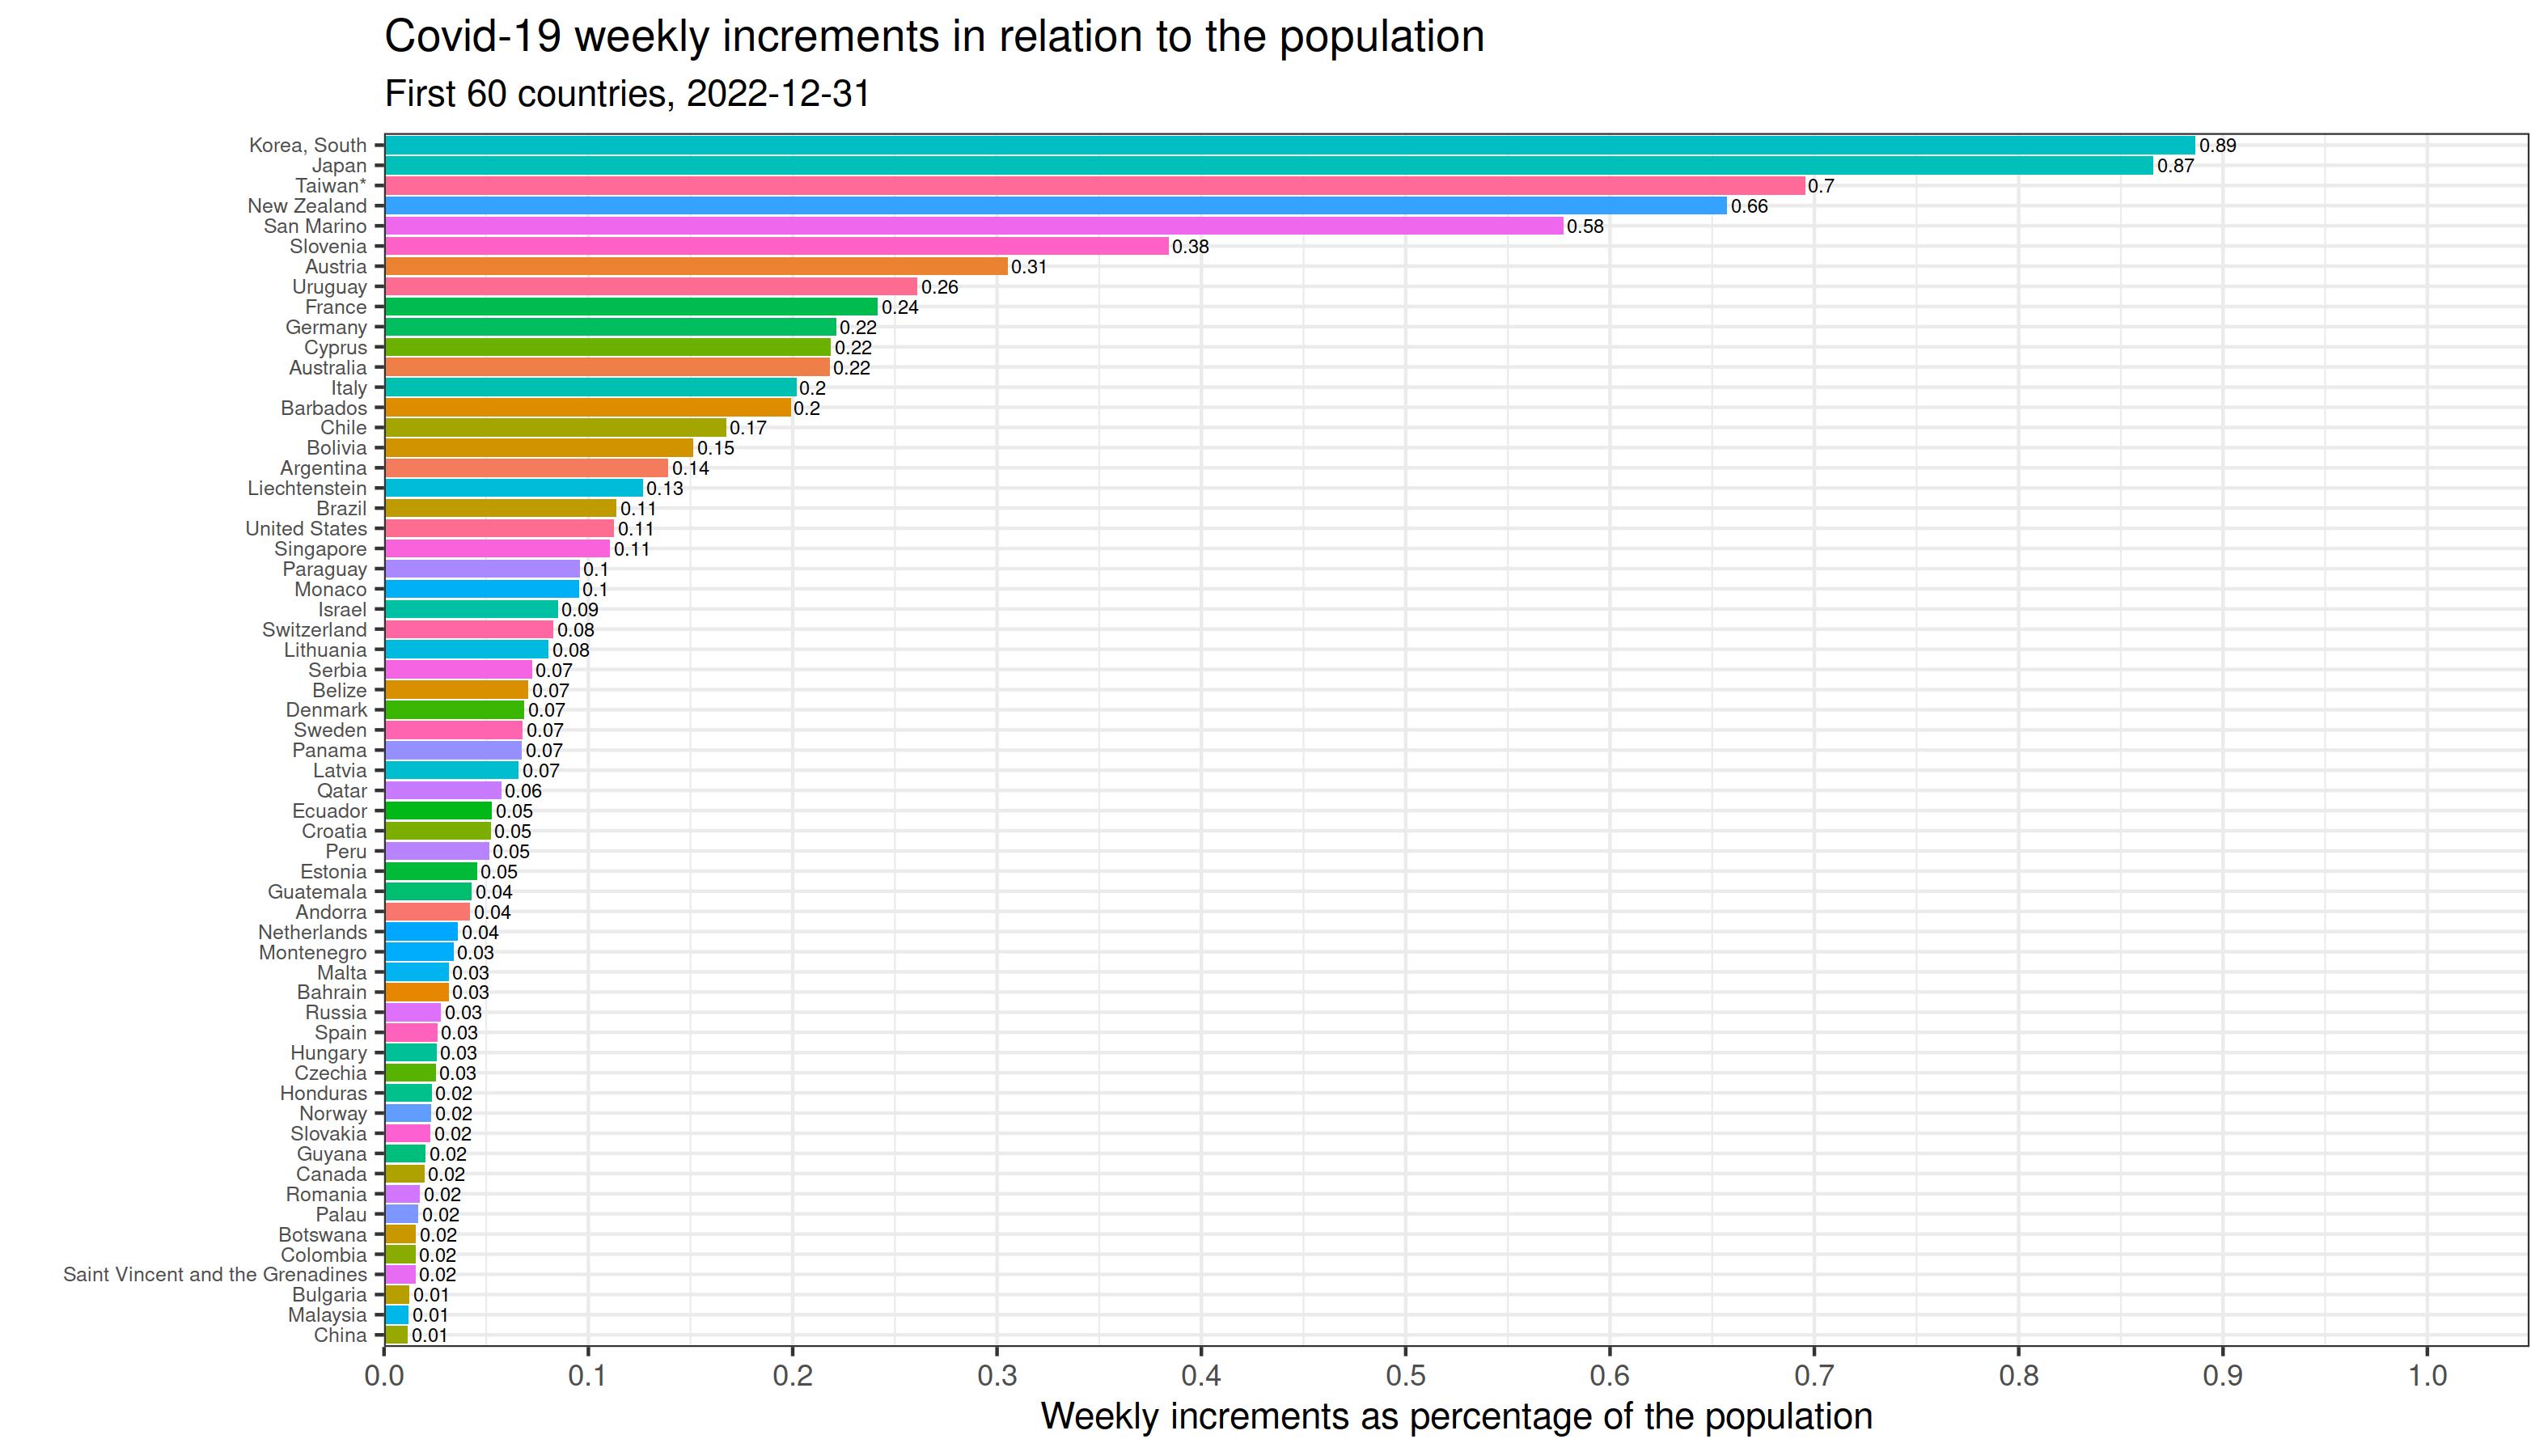 Covid-19 weekly increments in relation to the population
First 60 countries, 2022-12-31
Korea, South 0.89
Japan 0.87
Taiwan* 0.7
New Zealand 0.66
San Marino 0.58
Slovenia 0.38
Austria 0.31
Uruguay 0.26
France 0.24
Germany 0.22
Cyprus 0.22
Australia 0.22
Italy 0.2
Barbados 0.2
Chile 0.17
Bolivia 0.15
Argentina 0.14
Liechtenstein 0.13
Brazil 0.11
United States 0.11
Singapore 0.11
Paraguay 0.1
Monaco 0.1
Israel 0.09
Switzerland 0.08
Lithuania 0.08
Serbia 0.07
Belize 0.07
Denmark 0.07
Sweden 0.07
Panama 0.07
Latvia 0.07
Qatar 0.06
Ecuador 0.05
Croatia 0.05
Peru 0.05
Estonia 0.05
Guatemala 0.04
Andorra 0.04
Netherlands 0.04
Montenegro 0.03
Malta 0.03
Bahrain 0.03
Russia 0.03
Spain 0.03
Hungary 0.03
Czechia 0.03
Honduras 0.02
Norway 0.02
Slovakia 0.02
Guyana 0.02
Canada 0.02
Romania 0.02
Palau 0.02
Botswana 0.02
Colombia 0.02
Saint Vincent and the Grenadines 0.02
Bulgaria 0.01
Malaysia 0.01
China 0.01
0.0 0.1 0.2 0.3 0.4 0.5 0.6 0.7 0.8 0.9 1.0
Weekly increments as percentage of the population